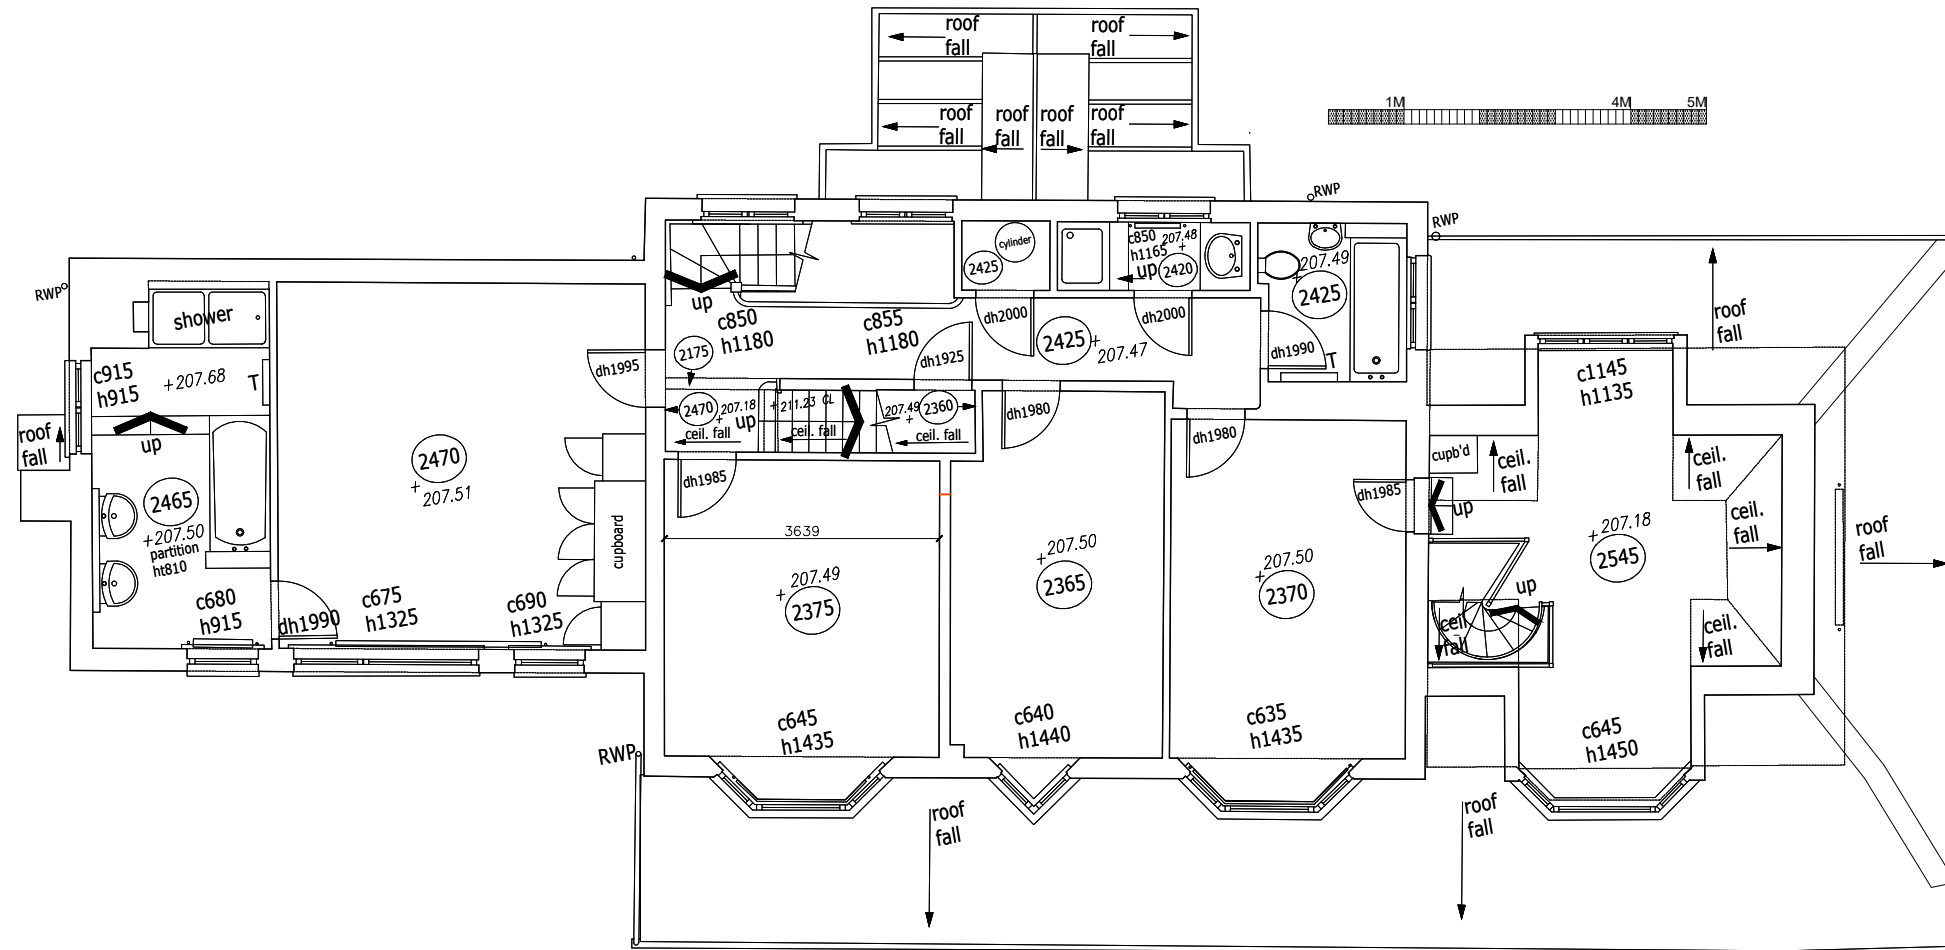 roof
fall
roof
fall
roof
fall
roof
fall
roof
fall
roof
fall
1M
4M
5M
RWP
RWP
RWP
cylinder
2425
c850
h1165
207.48
up
2420
207.49
2425
shower
up
c850
h1180
c855
h1180
dh2000
2425
207.47
dh2000
dh1990
T
roof
fall
c915
h915
207.68
T
dh1995
2175
dh1925
c1145
h1135
roof
fall
up
2470
207.18
up
211.23 CL
207.49
2360
ceil. fall
ceil. fall
ceil. fall
dh1980
dh1980
cupb'd
ceil.
fall
ceil.
fall
2470
207.51
2465
207.50
partition
ht810
dh1985
dh1985
up
ceil.
fall
roof
fall
cupboard
3639
207.50
2365
207.50
2370
207.18
2545
207.49
2375
up
c680
h915
dh1990
c675
h1325
c690
h1325
ceil.
fall
ceil.
fall
c645
h1435
c640
h1440
c635
h1435
c645
h1450
RWP
roof
fall
roof
fall